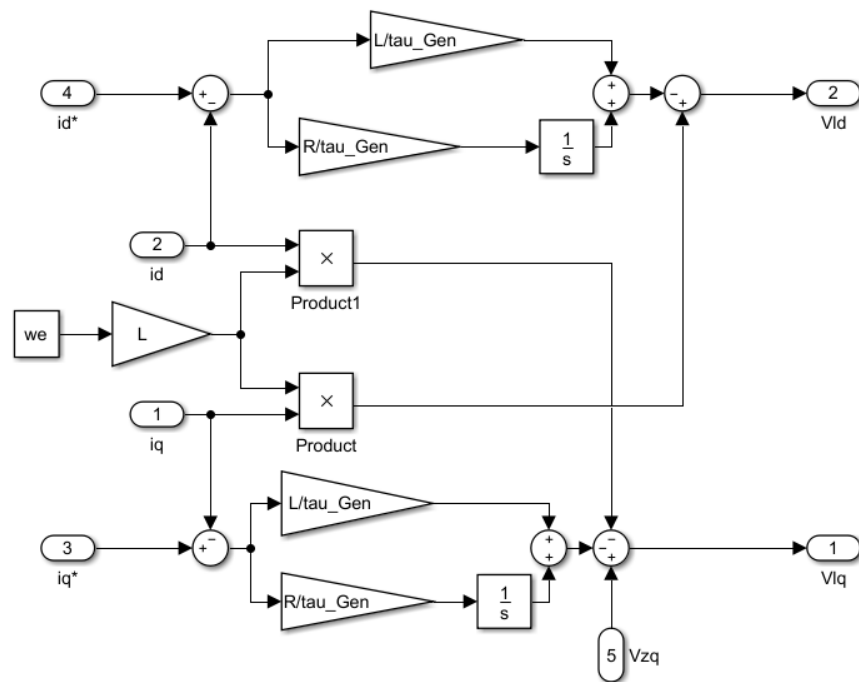 L/tau_Gen
4
id*
+
−
+
+
−
+
2
Vld
R/tau_Gen
1
s
2
id
×
Product1
we
L
1
iq
×
Product
L/tau_Gen
3
iq*
−
+
+
+
−
−
+
1
Vlq
R/tau_Gen
1
s
5
Vzq